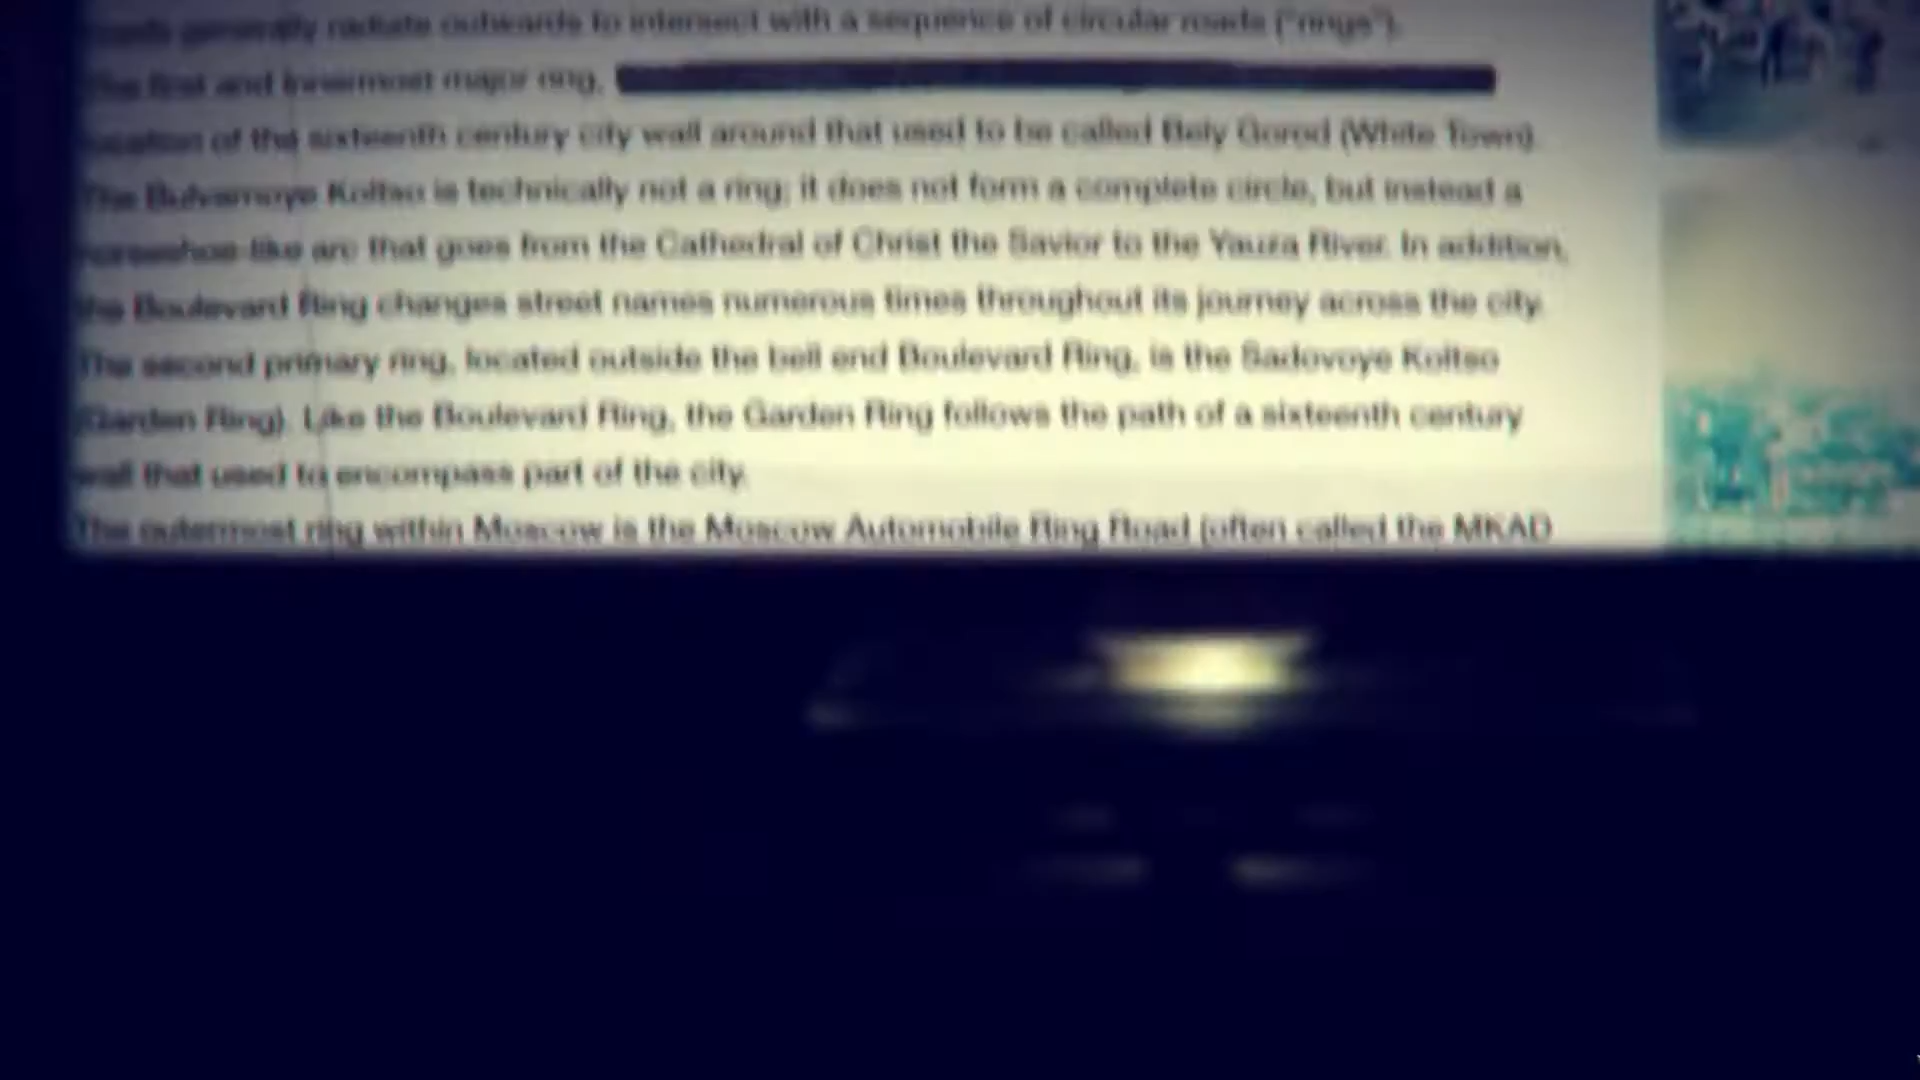 roads generally radiate outwards to intersect with a sequence of circular roads ("rings").
The first and innermost major ring,
location of the sixteenth century city wall around that used to be called Bely Gorod (White Town).
The Bulvarnoye Koltso is technically not a ring; it does not form a complete circle, but instead a
horseshoe-like arc that goes from the Cathedral of Christ the Savior to the Yauza River. In addition,
the Boulevard Ring changes street names numerous times throughout its journey across the city.
The second primary ring, located outside the bell end Boulevard Ring, is the Sadovoye Koltso
(Garden Ring). Like the Boulevard Ring, the Garden Ring follows the path of a sixteenth century
wall that used to encompass part of the city.
The outermost ring within Moscow is the Moscow Automobile Ring Road (often called the MKAD